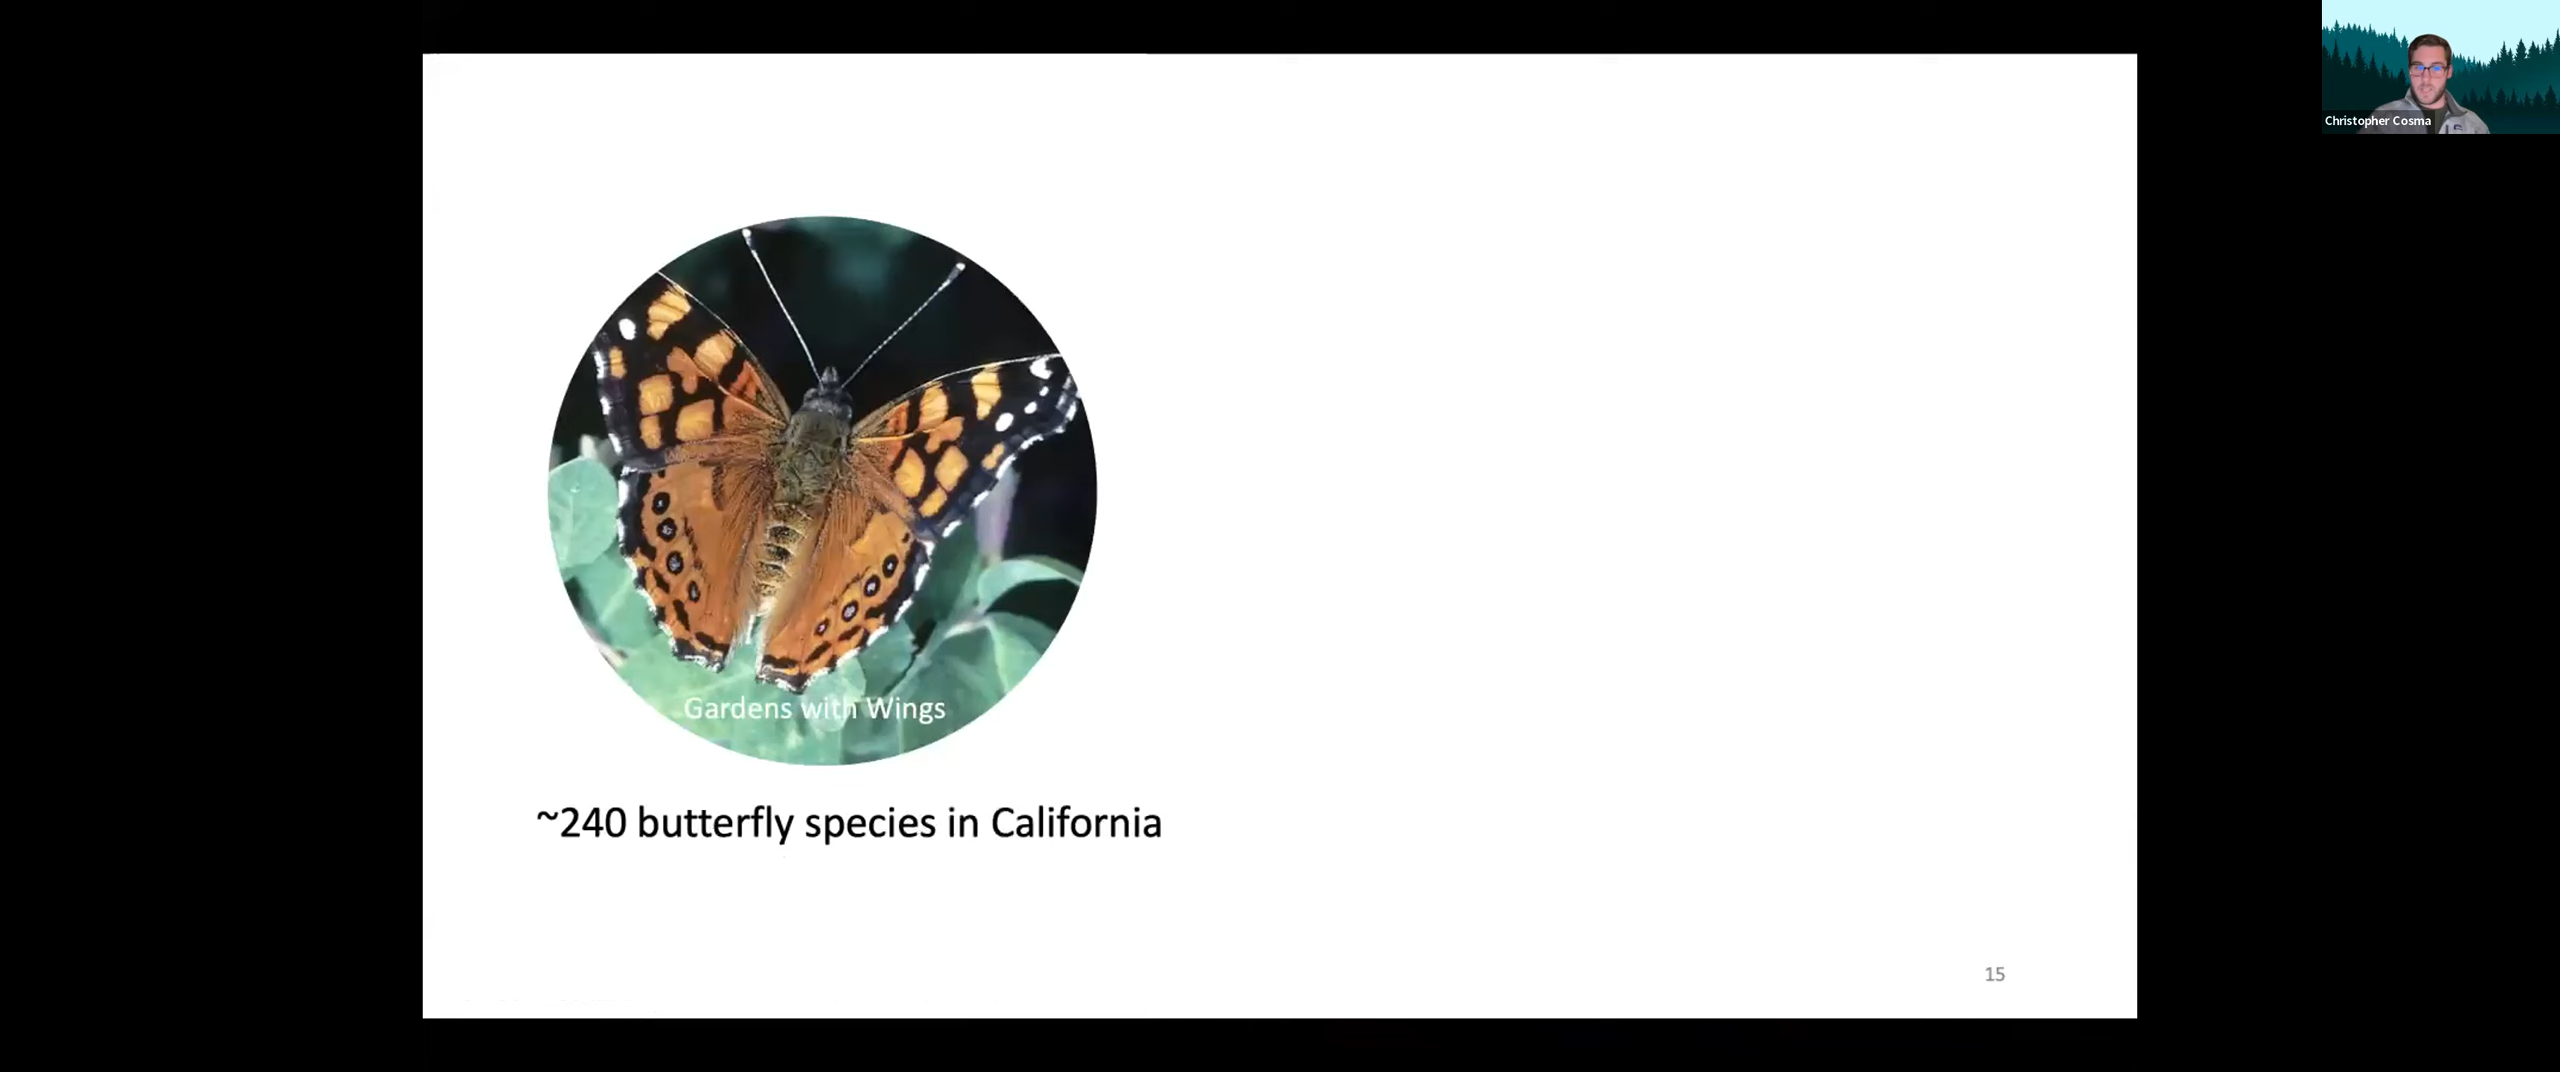 Christopher Cosma
Gardens with Wings
~240 butterfly species in California
15